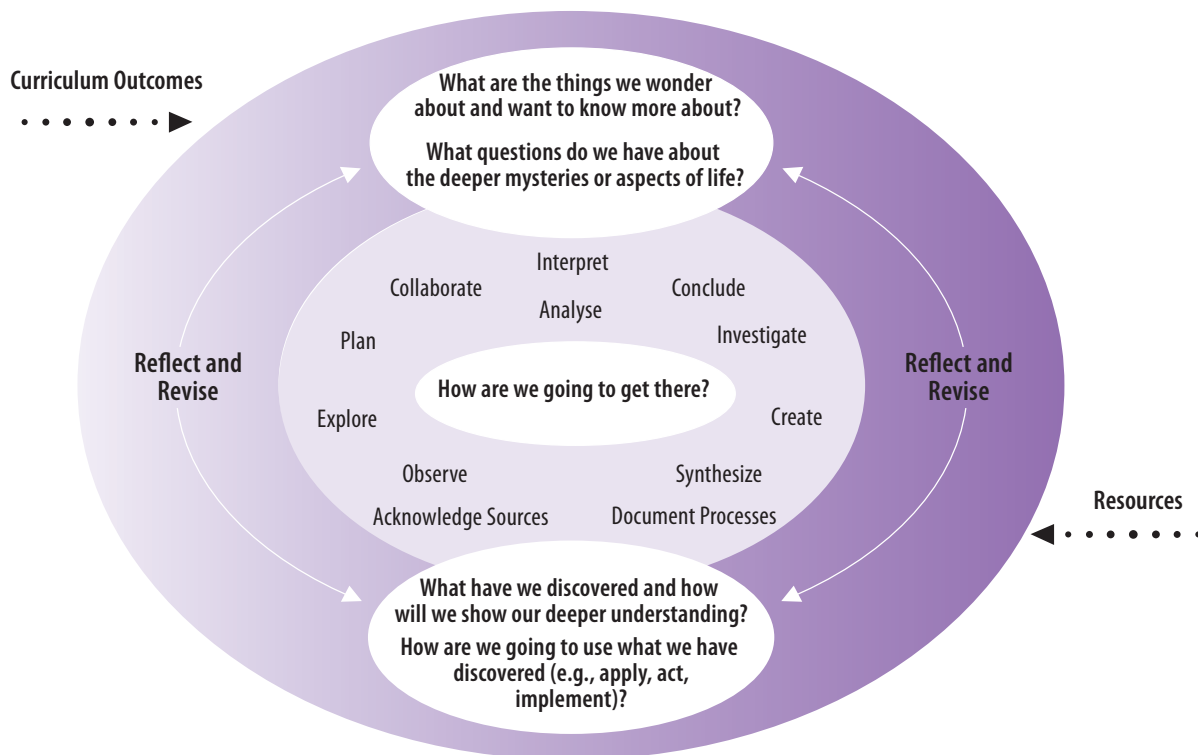 Curriculum Outcomes
What are the things we wonder
about and want to know more about?
What questions do we have about
the deeper mysteries or aspects of life?
Interpret
Collaborate
Conclude
Analyse
Plan
Investigate
Reflect and
Revise
How are we going to get there?
Reflect and
Revise
Explore
Create
Observe
Synthesize
Acknowledge Sources
Document Processes
Resources
What have we discovered and how
will we show our deeper understanding?
How are we going to use what we have
discovered (e.g., apply, act,
implement)?